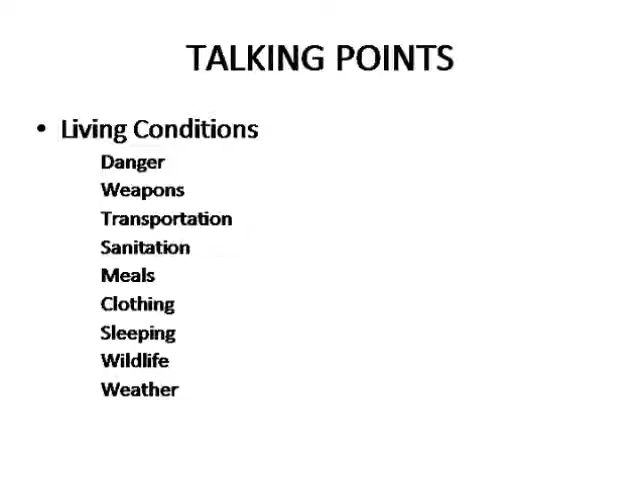 TALKING POINTS
• Living Conditions
Danger
Weapons
Transportation
Sanitation
Meals
Clothing
Sleeping
Wildlife
Weather